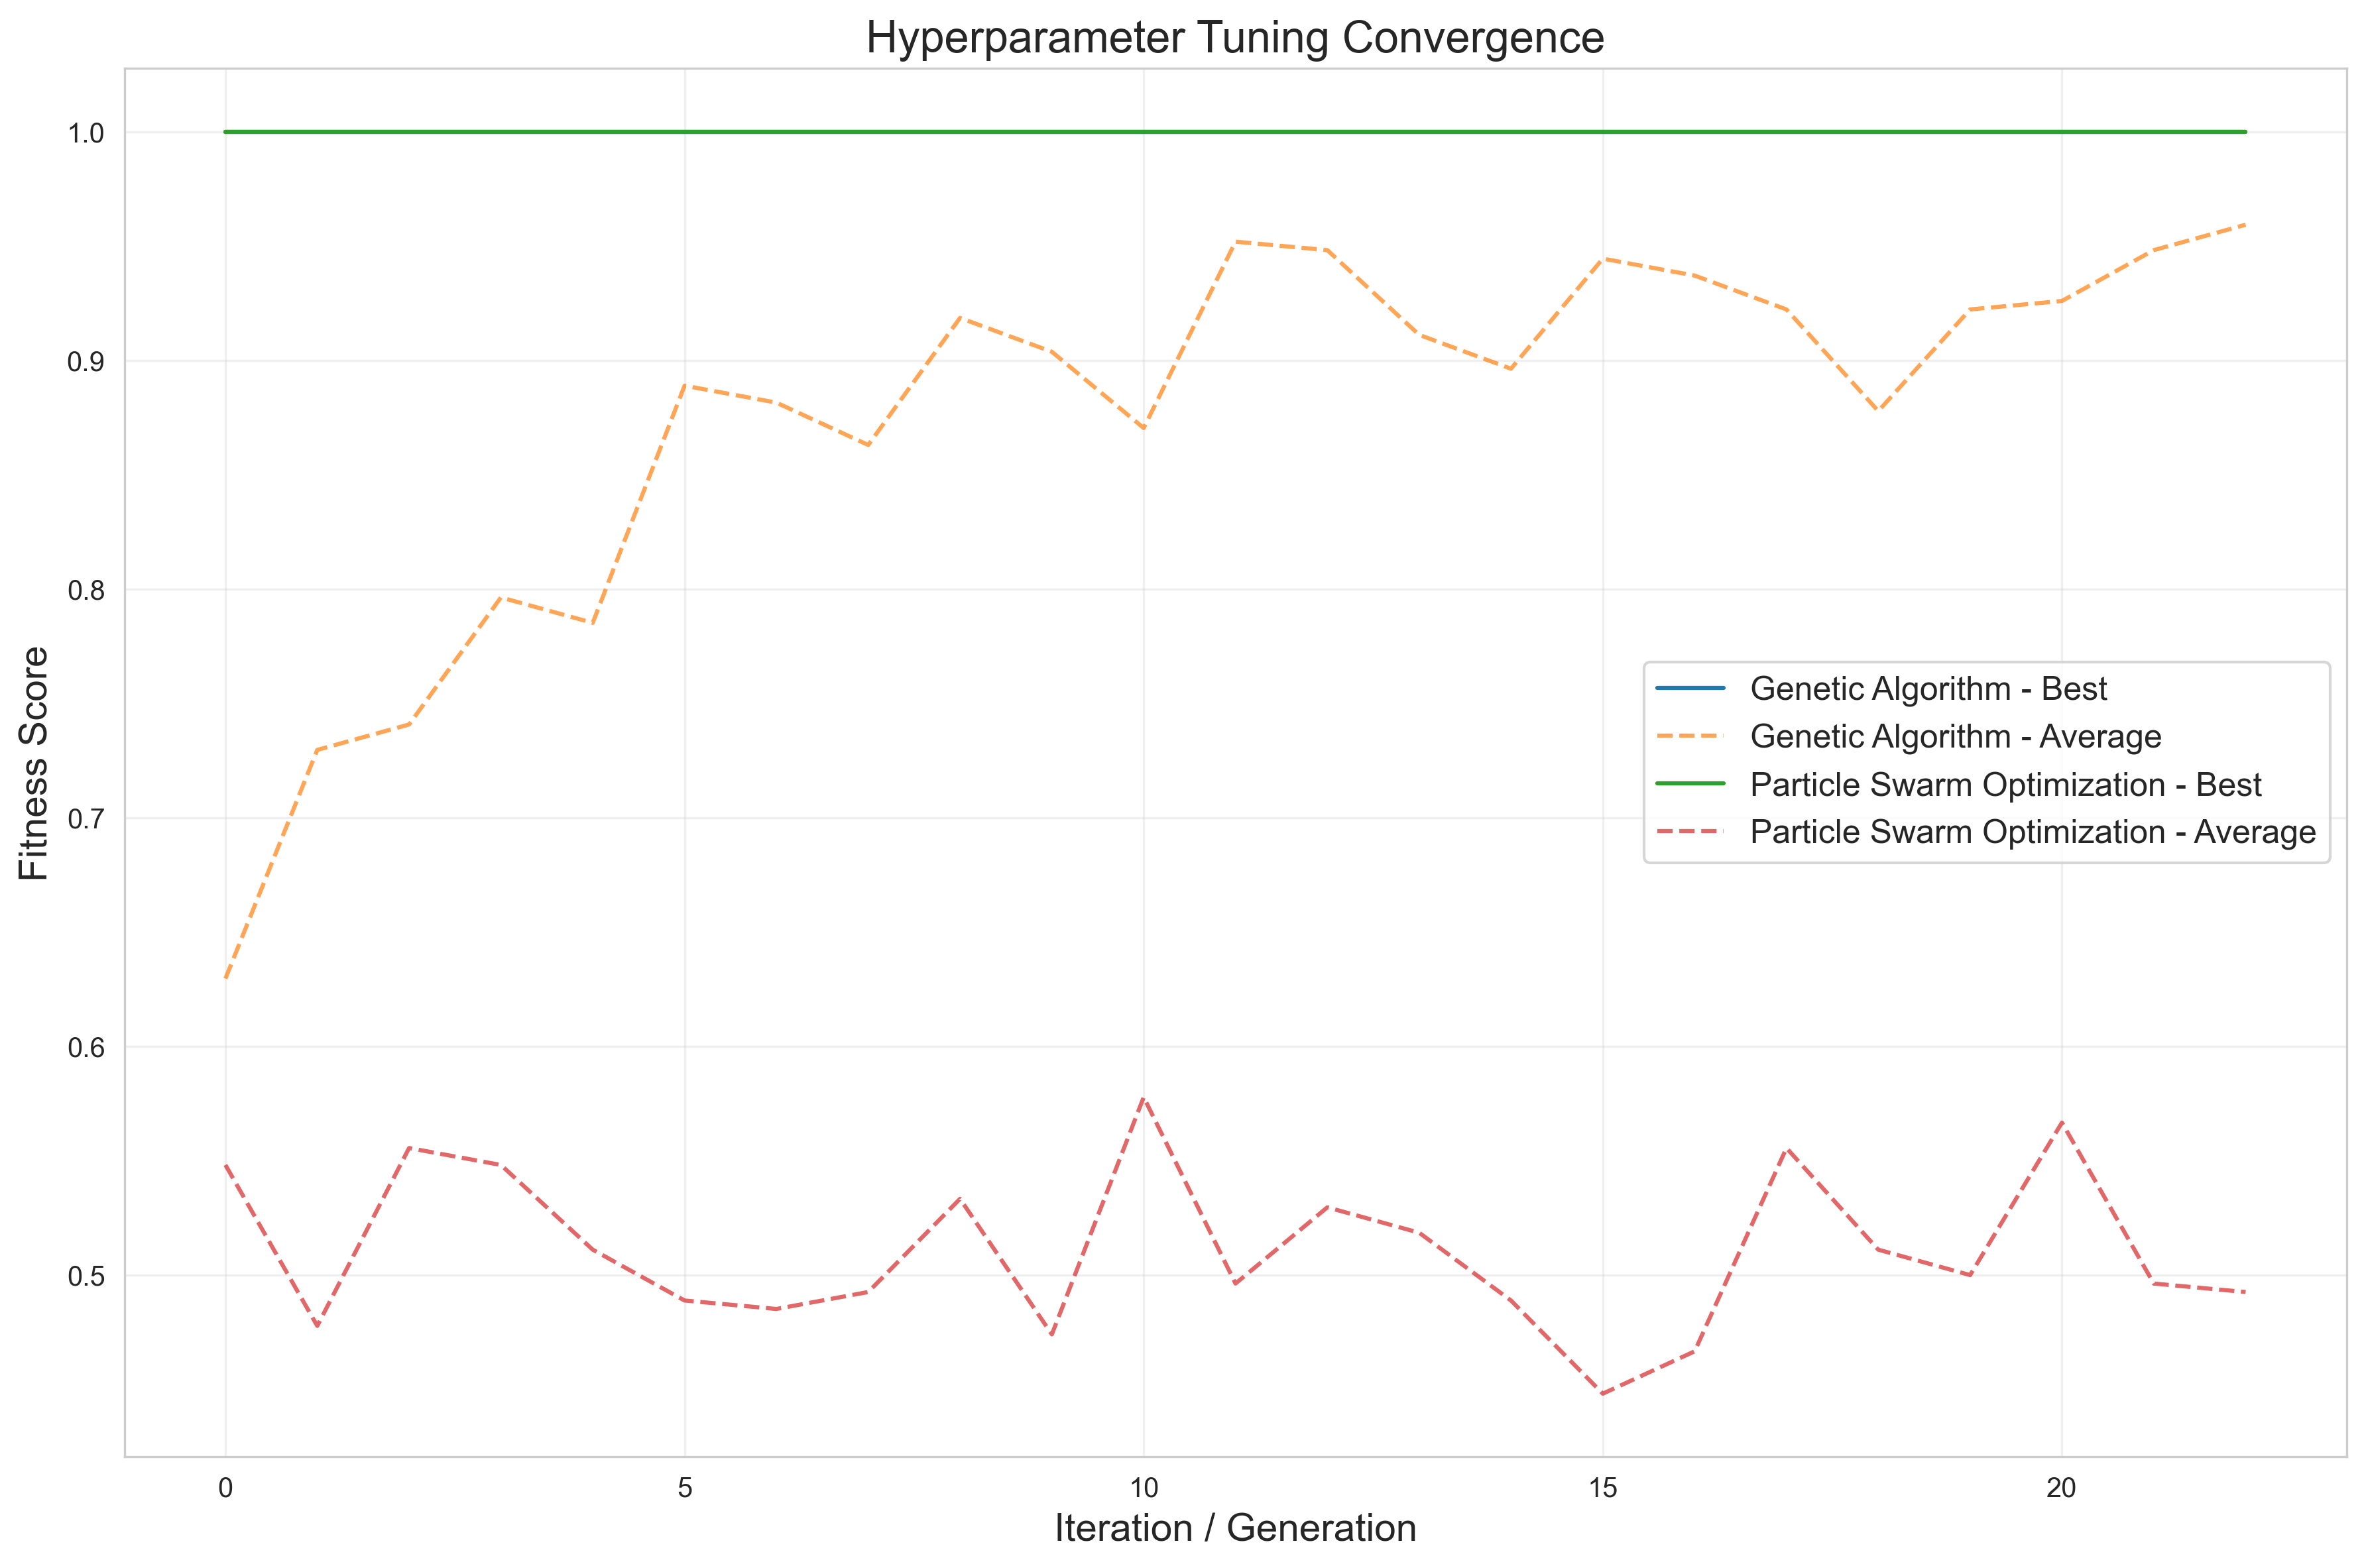 Hyperparameter Tuning Convergence
1.0
0.9
0.8
0.7
0.6
0.5
Fitness Score
Genetic Algorithm - Best
Genetic Algorithm - Average
Particle Swarm Optimization - Best
Particle Swarm Optimization - Average
0 5 10 15 20
Iteration / Generation